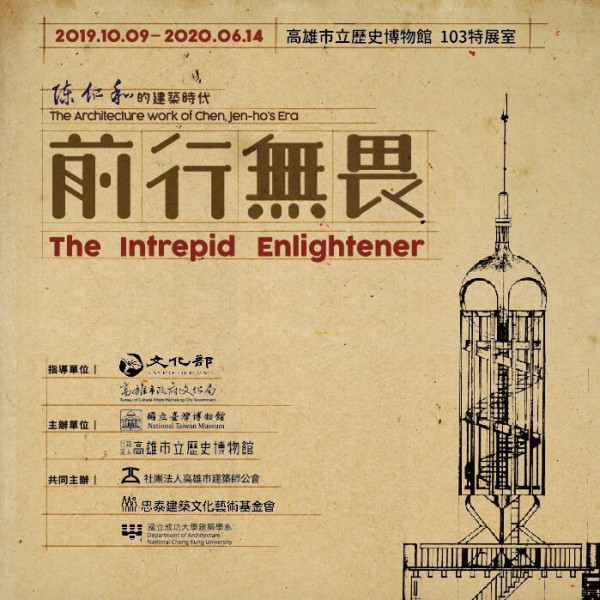 2019.10.09－2020.06.14 | 高雄市立歷史博物館 103特展室
陳仁和的建築時代
The Architecture work of Chen, Jen-ho's Era
前行無畏
The Intrepid Enlightener
指導單位 | 文化部
高雄市政府文化局
Bureau of Cultural Affairs Kaohsiung City Government
主辦單位 | 國立臺灣博物館
National Taiwan Museum
行政法人 高雄市立歷史博物館
共同主辦 | 社團法人高雄市建築師公會
忠泰建築文化藝術基金會
國立成功大學建築學系
Department of Architecture
National Cheng Kung University